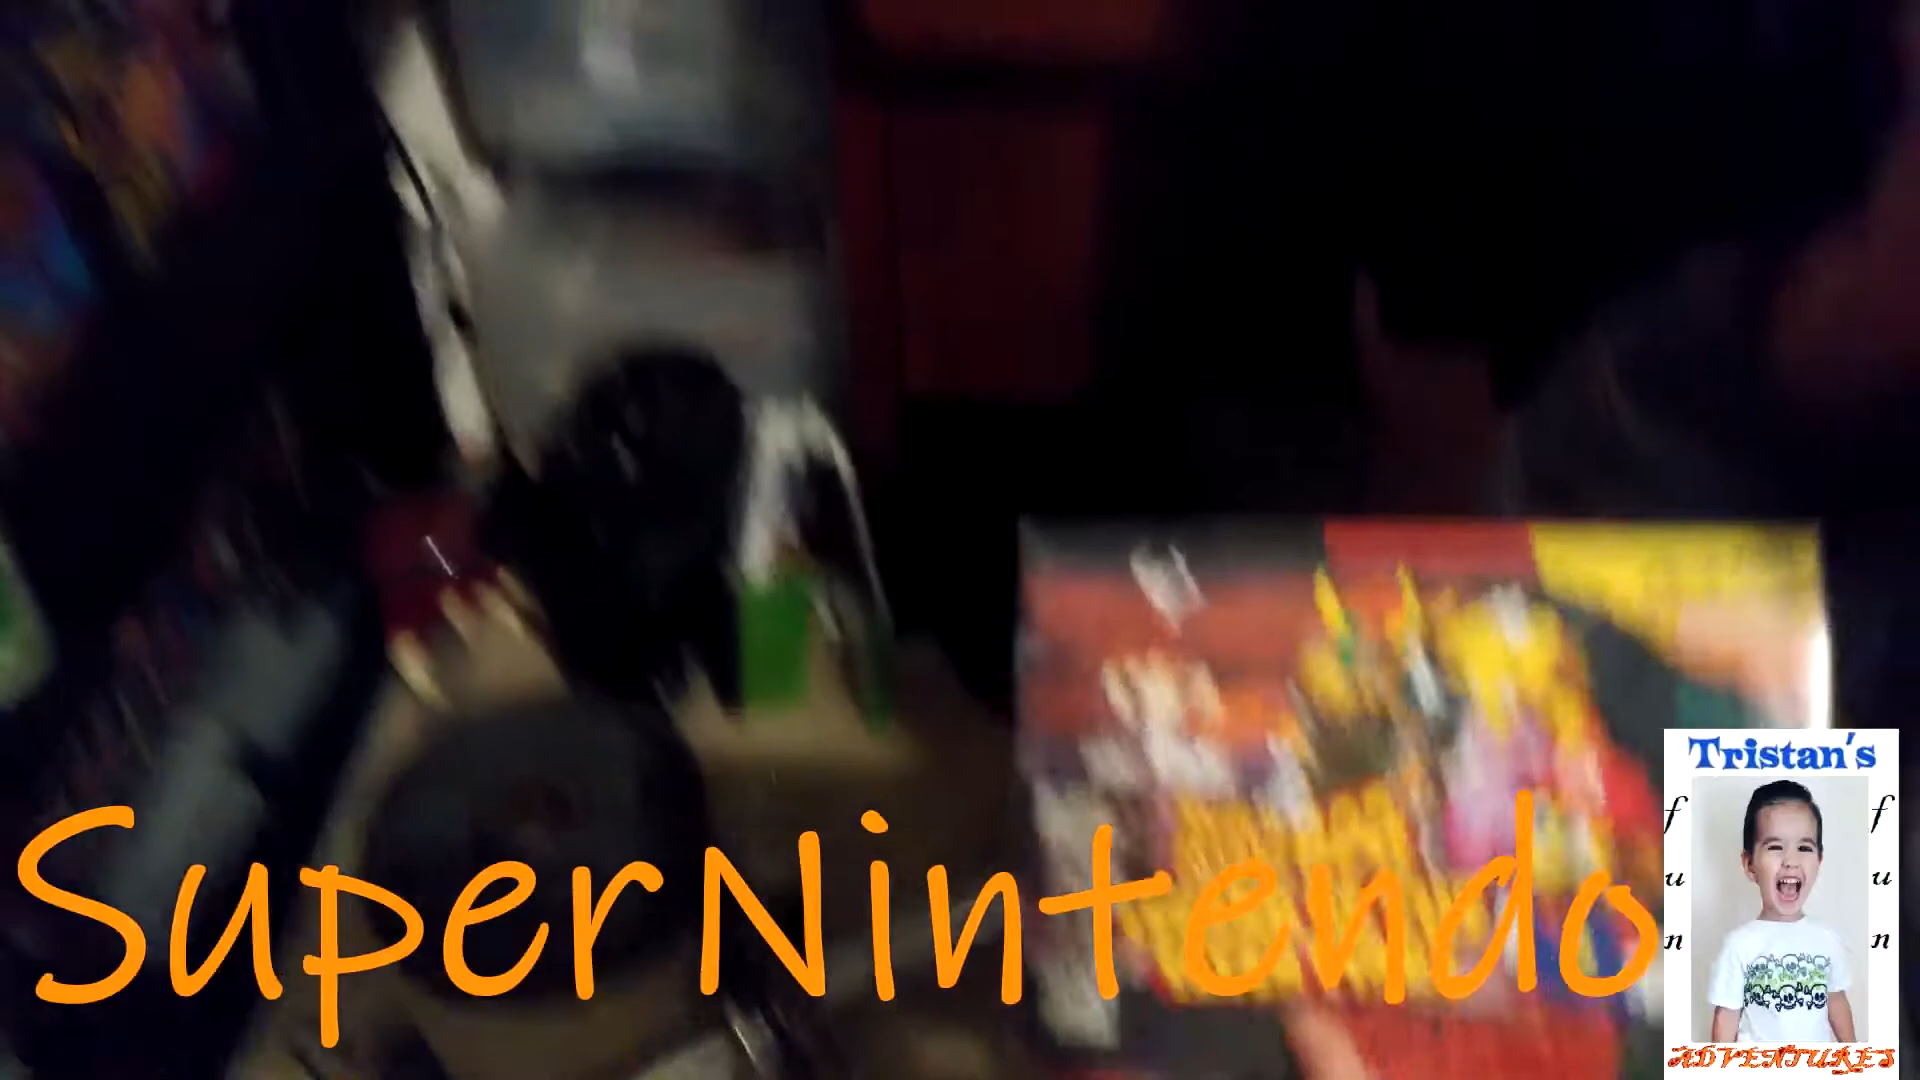 SuperNintendo
Tristan's
fun
fun
ADVENTURES